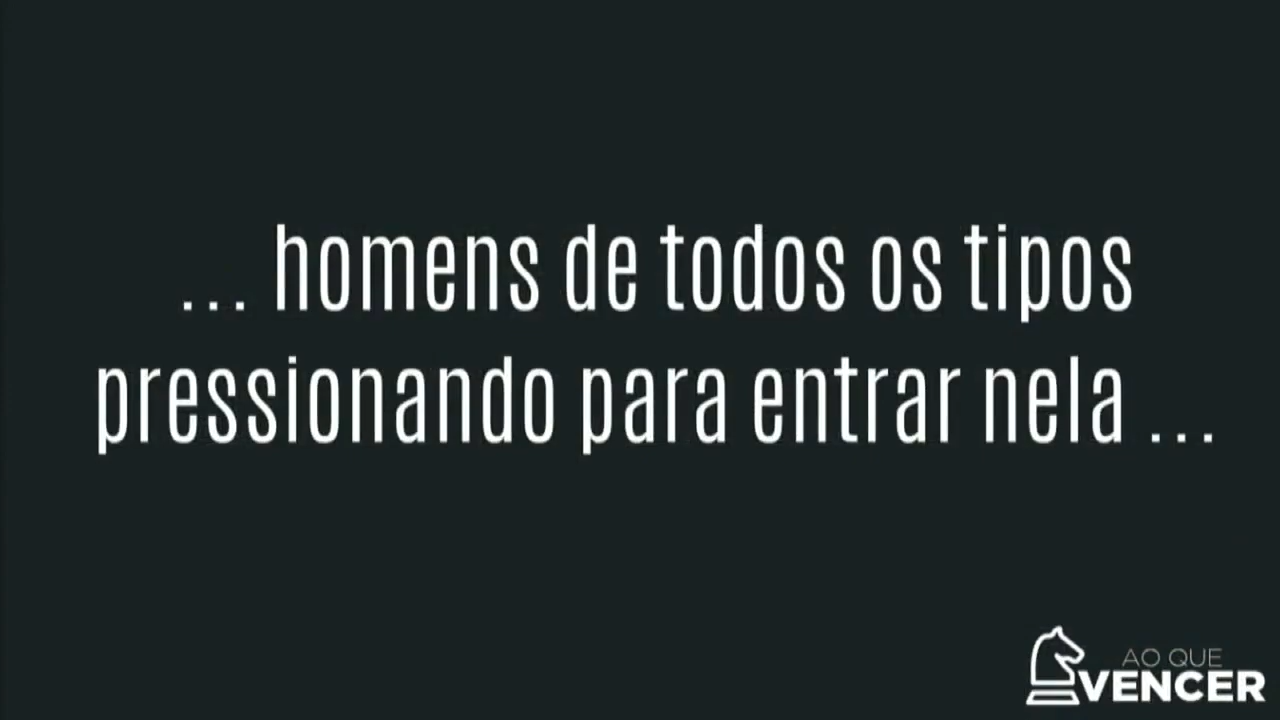 ... homens de todos os tipos
pressionando para entrar nela ...
AO QUE
VENCER